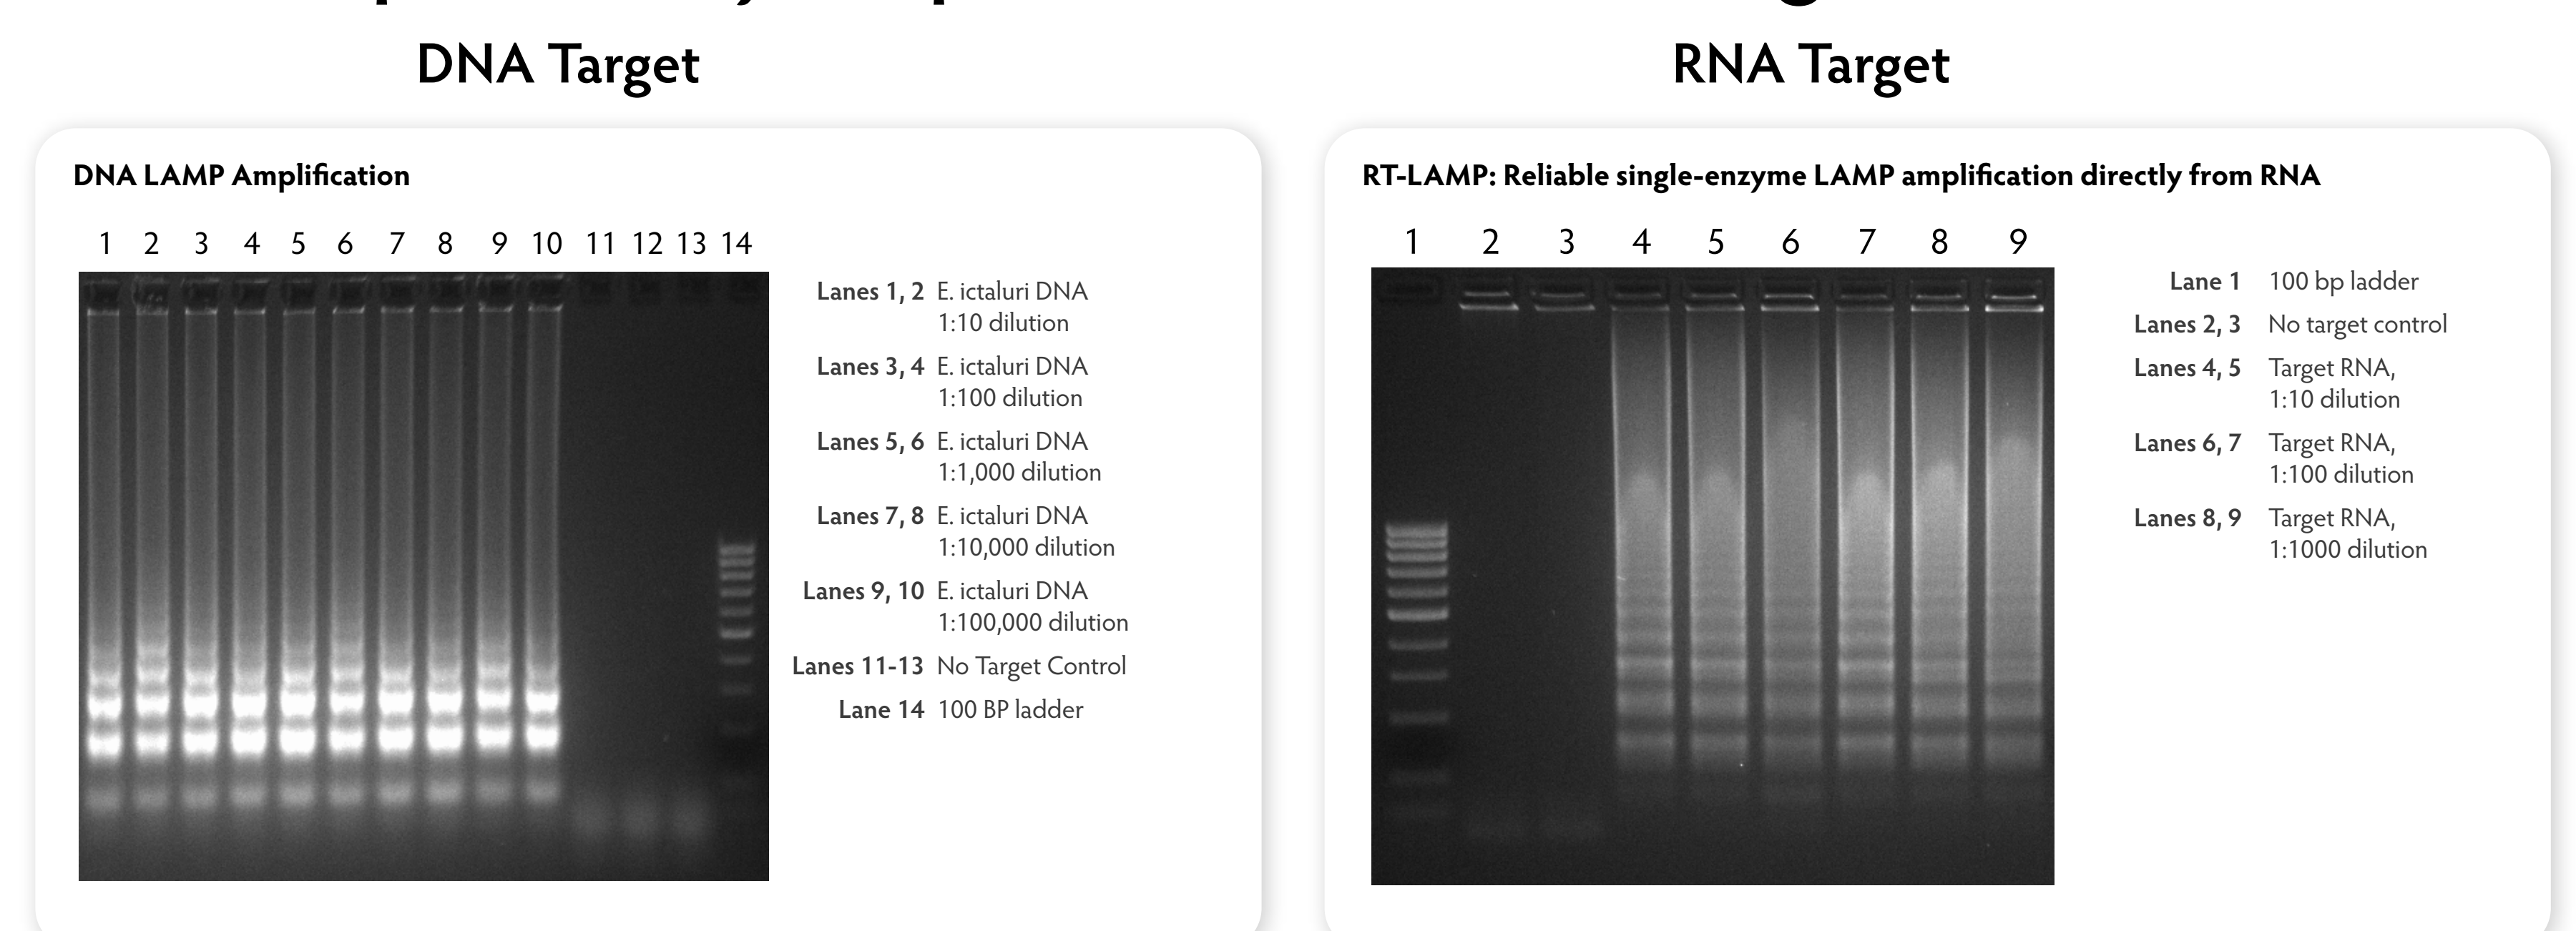 DNA Target
DNA LAMP Amplification
1 2 3 4 5 6 7 8 9 10 11 12 13 14
Lanes 1, 2 E. ictaluri DNA
1:10 dilution
Lanes 3, 4 E. ictaluri DNA
1:100 dilution
Lanes 5, 6 E. ictaluri DNA
1:1,000 dilution
Lanes 7, 8 E. ictaluri DNA
1:10,000 dilution
Lanes 9, 10 E. ictaluri DNA
1:100,000 dilution
Lanes 11-13 No Target Control
Lane 14 100 BP ladder
RNA Target
RT-LAMP: Reliable single-enzyme LAMP amplification directly from RNA
1 2 3 4 5 6 7 8 9
Lane 1 100 bp ladder
Lanes 2, 3 No target control
Lanes 4, 5 Target RNA,
1:10 dilution
Lanes 6, 7 Target RNA,
1:100 dilution
Lanes 8, 9 Target RNA,
1:1000 dilution